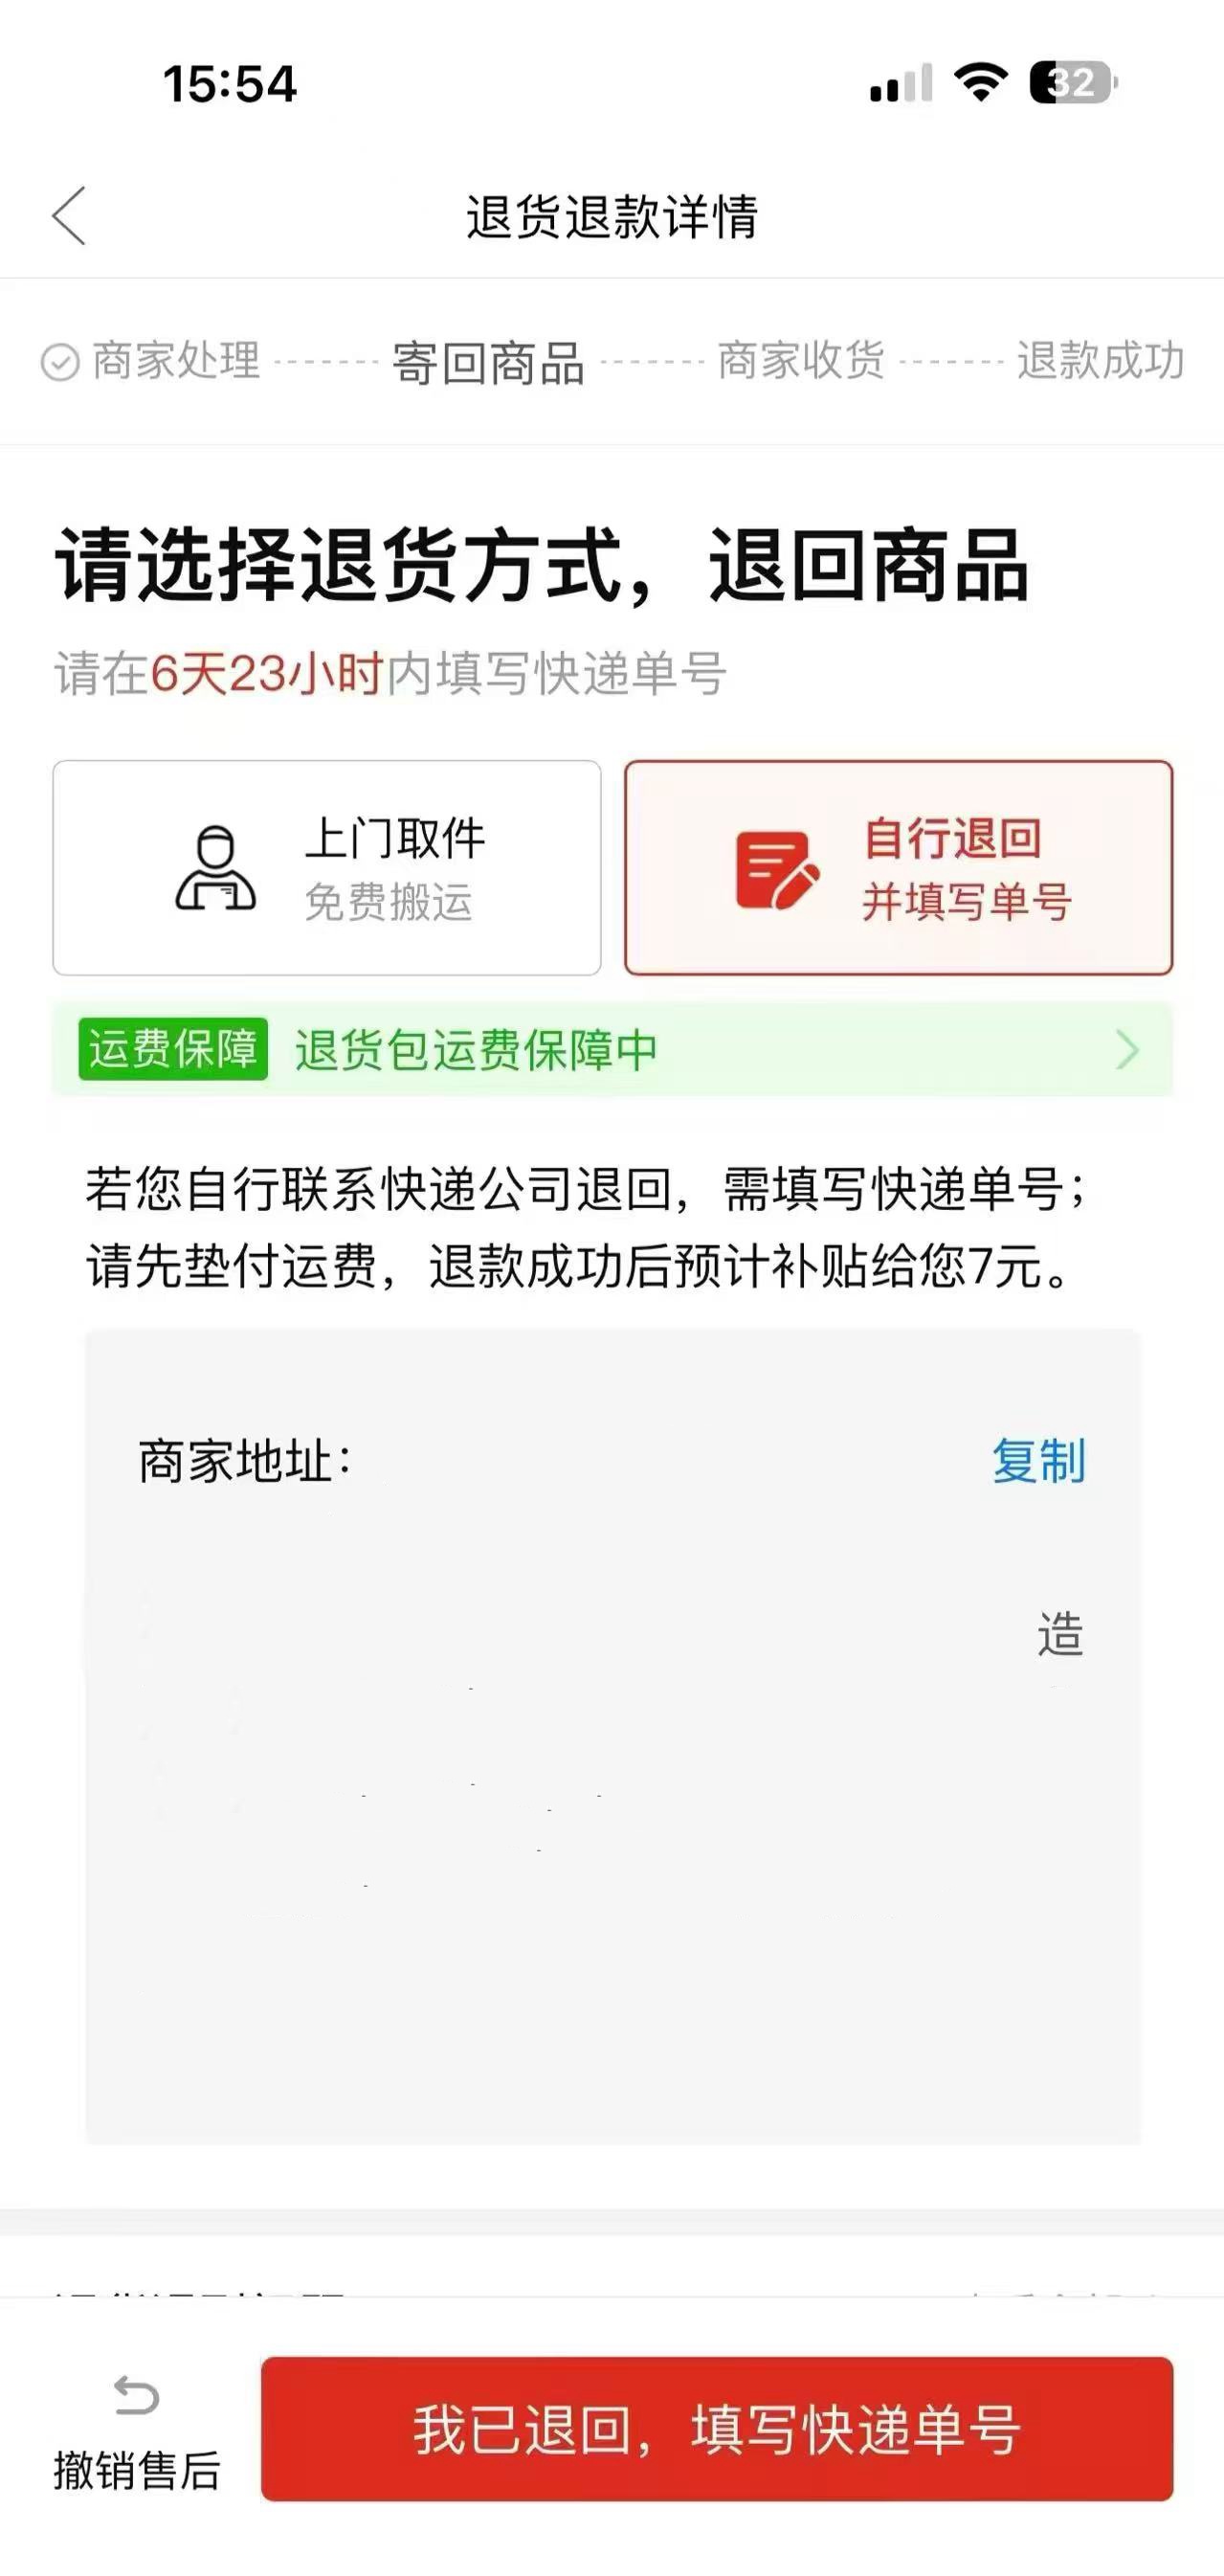 15:54
32
退货退款详情
商家处理 寄回商品 商家收货 退款成功
请选择退货方式，退回商品
请在6天23小时内填写快递单号
上门取件
免费搬运
自行退回
并填写单号
运费保障 退货包运费保障中
若您自行联系快递公司退回，需填写快递单号；
请先垫付运费，退款成功后预计补贴给您7元。
商家地址： 复制
造
撤销售后
我已退回，填写快递单号